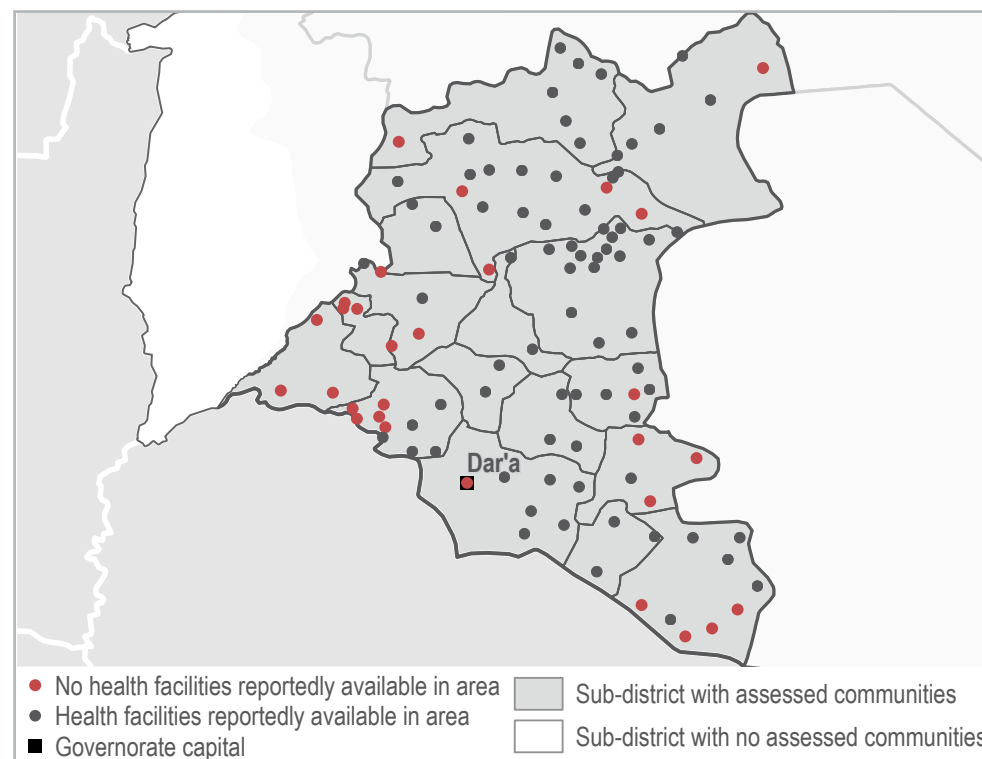 Dar'a
No health facilities reportedly available in area
Health facilities reportedly available in area
Governorate capital
Sub-district with assessed communities
Sub-district with no assessed communities